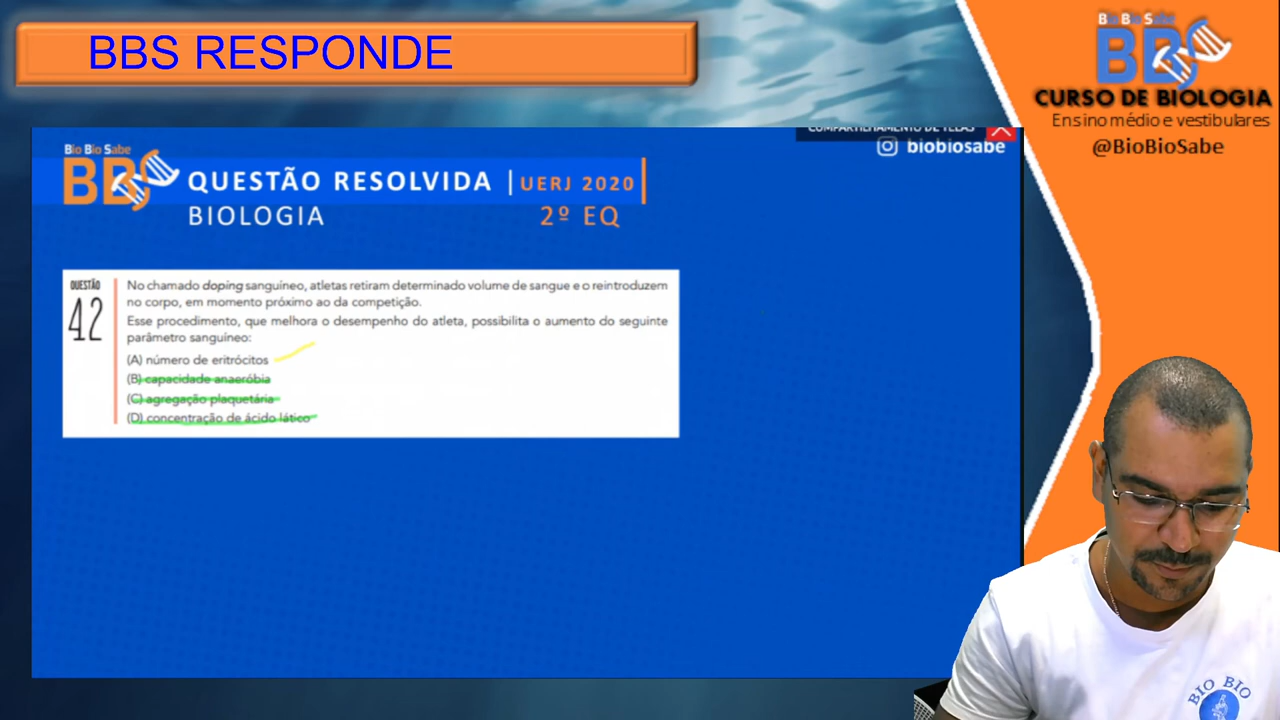 BBS RESPONDE
Bio Bio Sabe
BBS
CURSO DE BIOLOGIA
Ensino médio e vestibulares
@BioBioSabe
COMPARTILHAMENTO DE TELAS
biobiosabe
Bio Bio Sabe
BBS
QUESTÃO RESOLVIDA | UERJ 2020
BIOLOGIA 2º EQ
QUESTÃO
42
No chamado doping sanguíneo, atletas retiram determinado volume de sangue e o reintroduzem
no corpo, em momento próximo ao da competição.
Esse procedimento, que melhora o desempenho do atleta, possibilita o aumento do seguinte
parâmetro sanguíneo:
(A) número de eritrócitos
(B) capacidade anaeróbia
(C) agregação plaquetária
(D) concentração de ácido lático
BIO BIO